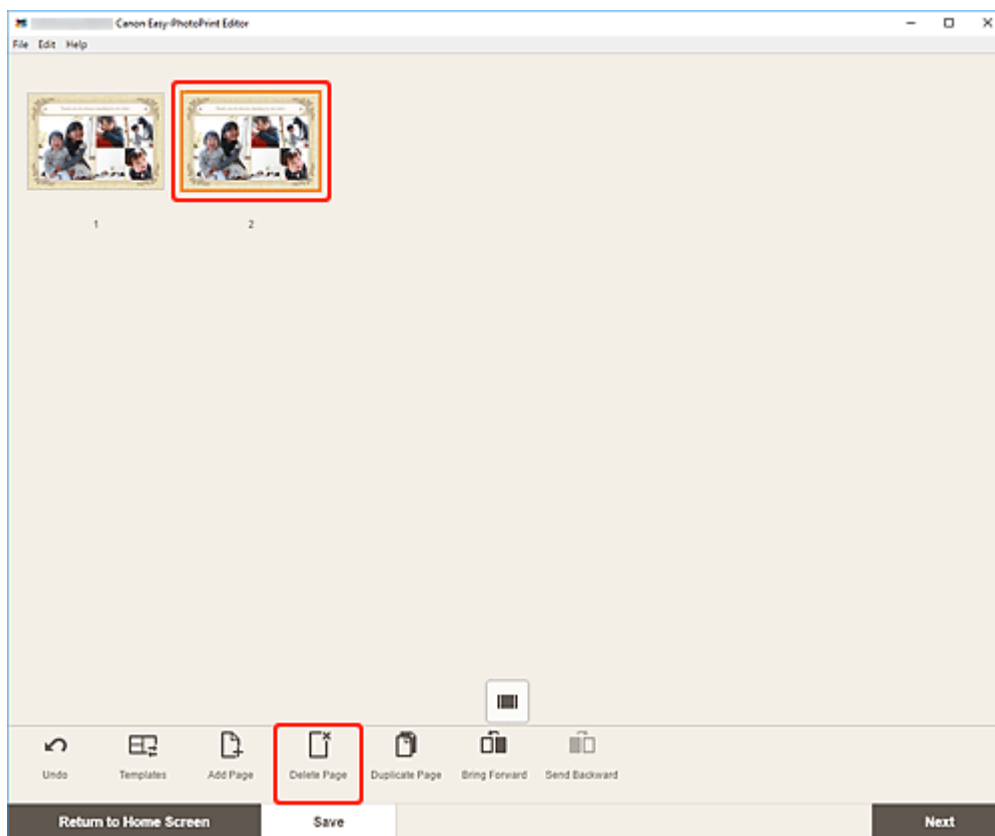 Canon Easy-PhotoPrint Editor
File Edit Help
1 2
Undo Templates Add Page Delete Page Duplicate Page Bring Forward Send Backward
Return to Home Screen Save Next